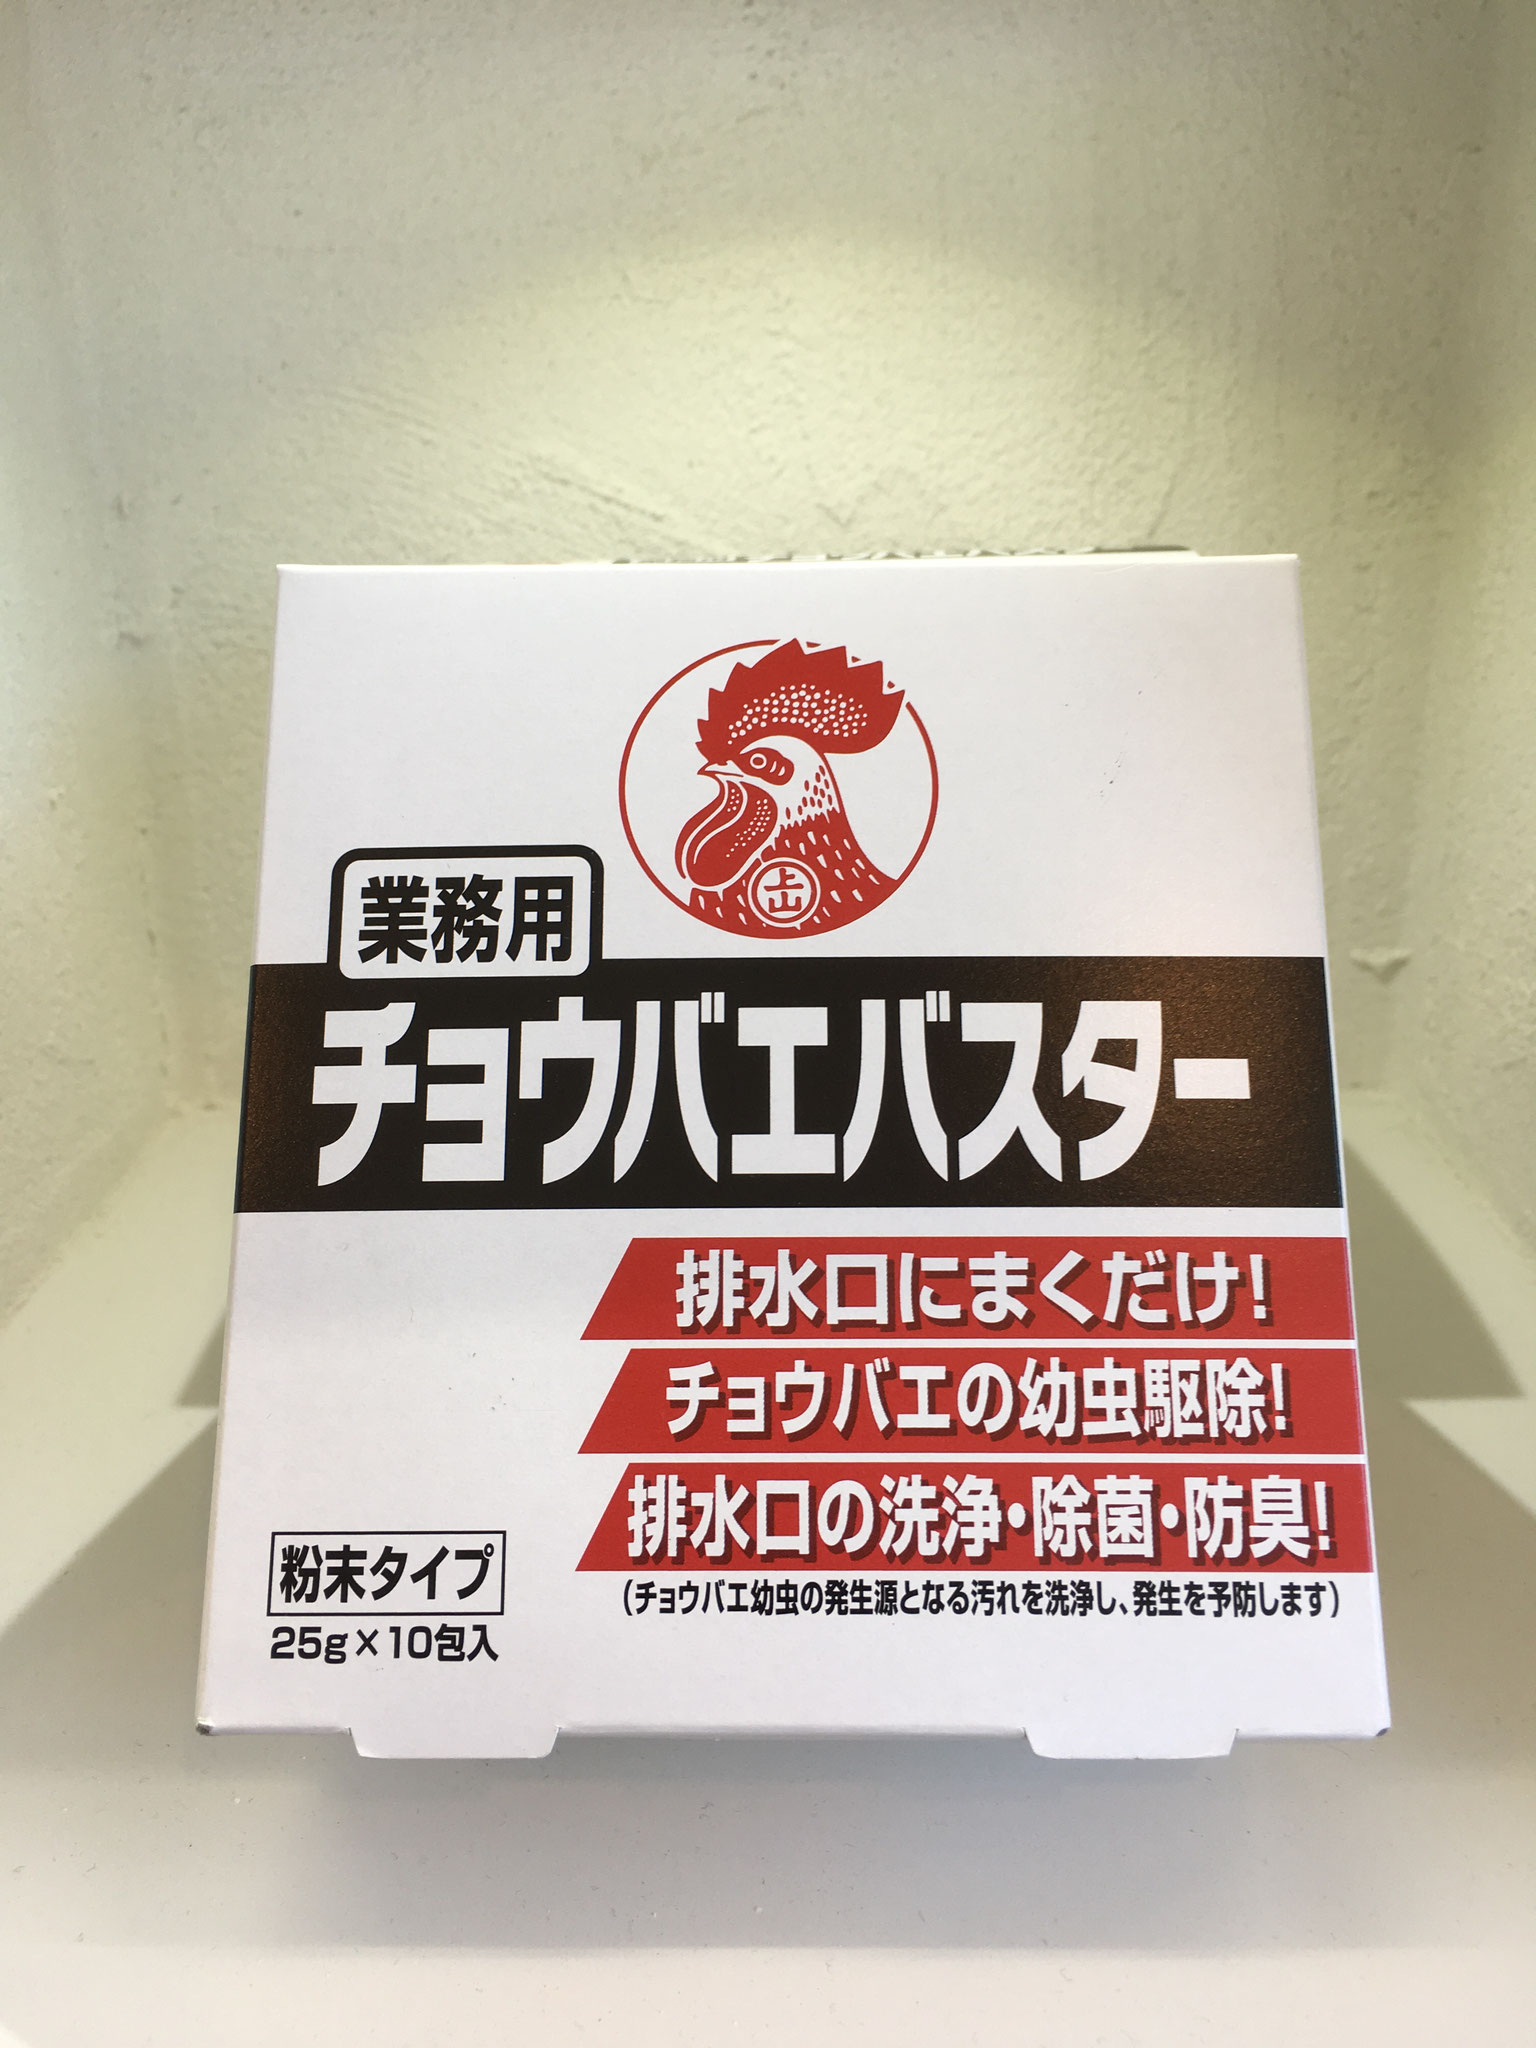 上山
業務用
チョウバエバスター
排水口にまくだけ!
チョウバエの幼虫駆除!
排水口の洗浄・除菌・防臭!
(チョウバエ幼虫の発生源となる汚れを洗浄し、発生を予防します)
粉末タイプ
25g×10包入